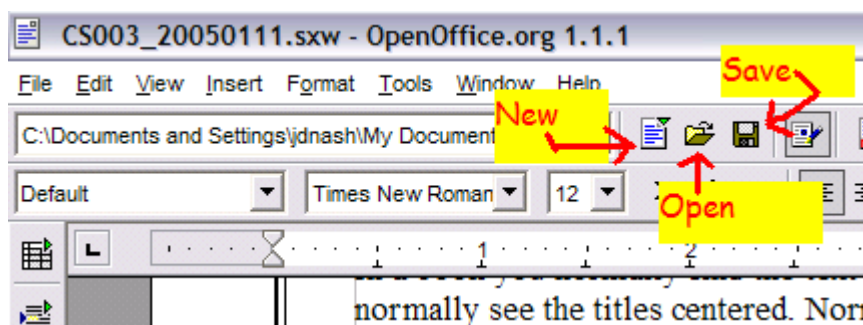 CS003_20050111.sxw - OpenOffice.org 1.1.1
File Edit View Insert Format Tools Window Help
Save
New
C:\Documents and Settings\jdnash\My Document
Default Times New Roman 12
Open
1 2
normally see the titles centered.